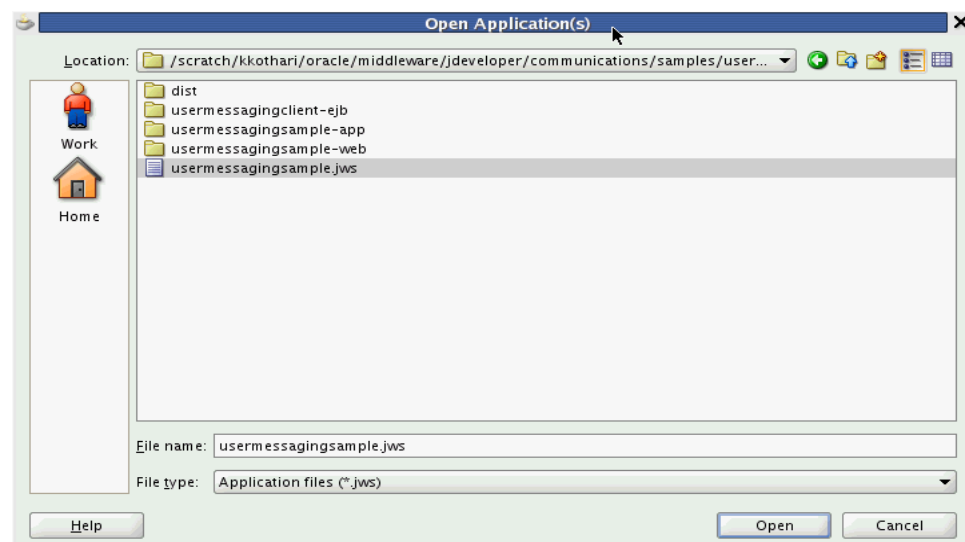 Open Application(s)
Location: /scratch/kkothari/oracle/middleware/jdeveloper/communications/samples/user...
Work
Home
dist
usermessagingclient-ejb
usermessagingsample-app
usermessagingsample-web
usermessagingsample.jws
File name: usermessagingsample.jws
File type: Application files (*.jws)
Help Open Cancel